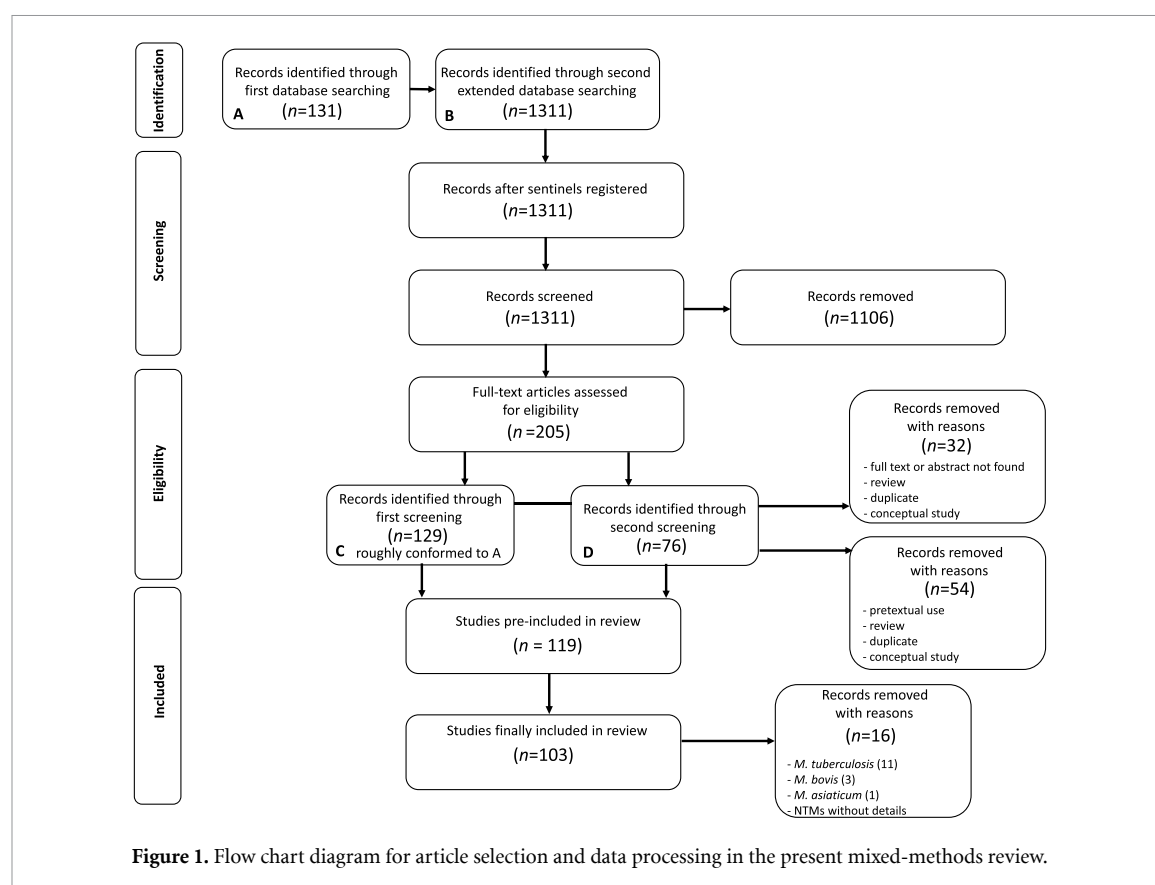 Identification
Records identified through
first database searching
A (n=131)
Records identified through second
extended database searching
B (n=1311)
Screening
Records after sentinels registered
(n=1311)
Records screened
(n=1311)
Records removed
(n=1106)
Eligibility
Full-text articles assessed
for eligibility
(n =205)
Records identified through
first screening
(n=129)
C roughly conformed to A
Records identified through
second screening
D (n=76)
Records removed
with reasons
(n=32)
- full text or abstract not found
- review
- duplicate
- conceptual study
Records removed
with reasons
(n=54)
- pretextual use
- review
- duplicate
- conceptual study
Included
Studies pre-included in review
(n = 119)
Studies finally included in review
(n=103)
Records removed
with reasons
(n=16)
- M. tuberculosis (11)
- M. bovis (3)
- M. asiaticum (1)
- NTMs without details
Figure 1. Flow chart diagram for article selection and data processing in the present mixed-methods review.